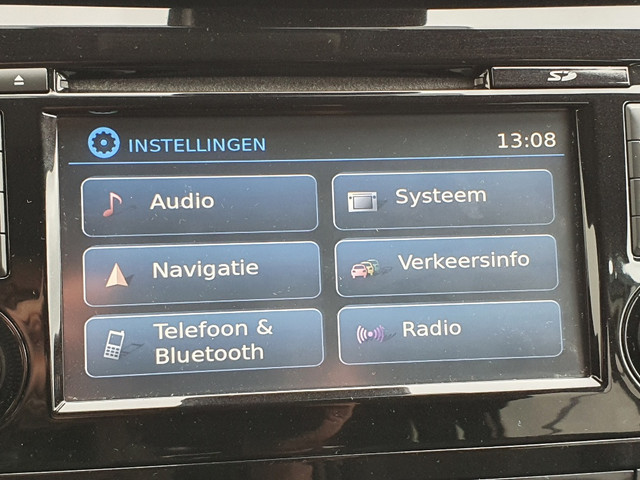 SD
INSTELLINGEN
13:08
Audio
Systeem
Navigatie
Verkeersinfo
Telefoon &
Bluetooth
Radio